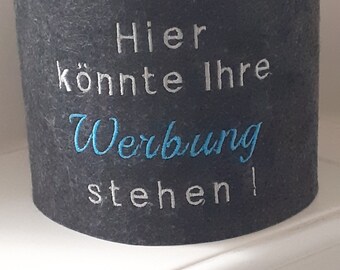 Hier
könnte Ihre
Werbung
stehen !